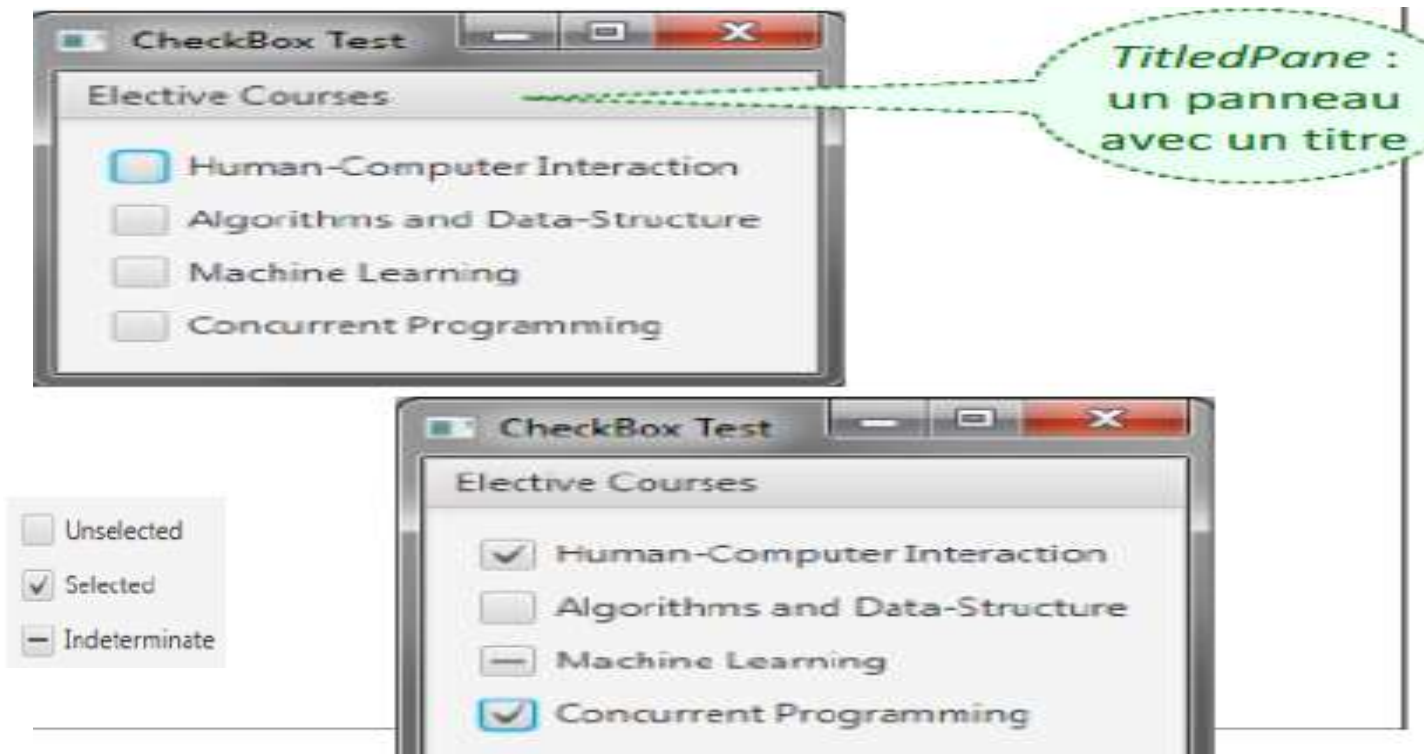 CheckBox Test
Elective Courses
Human-Computer Interaction
Algorithms and Data-Structure
Machine Learning
Concurrent Programming
TitledPane :
un panneau
avec un titre
Unselected
Selected
Indeterminate
CheckBox Test
Elective Courses
Human-Computer Interaction
Algorithms and Data-Structure
Machine Learning
Concurrent Programming